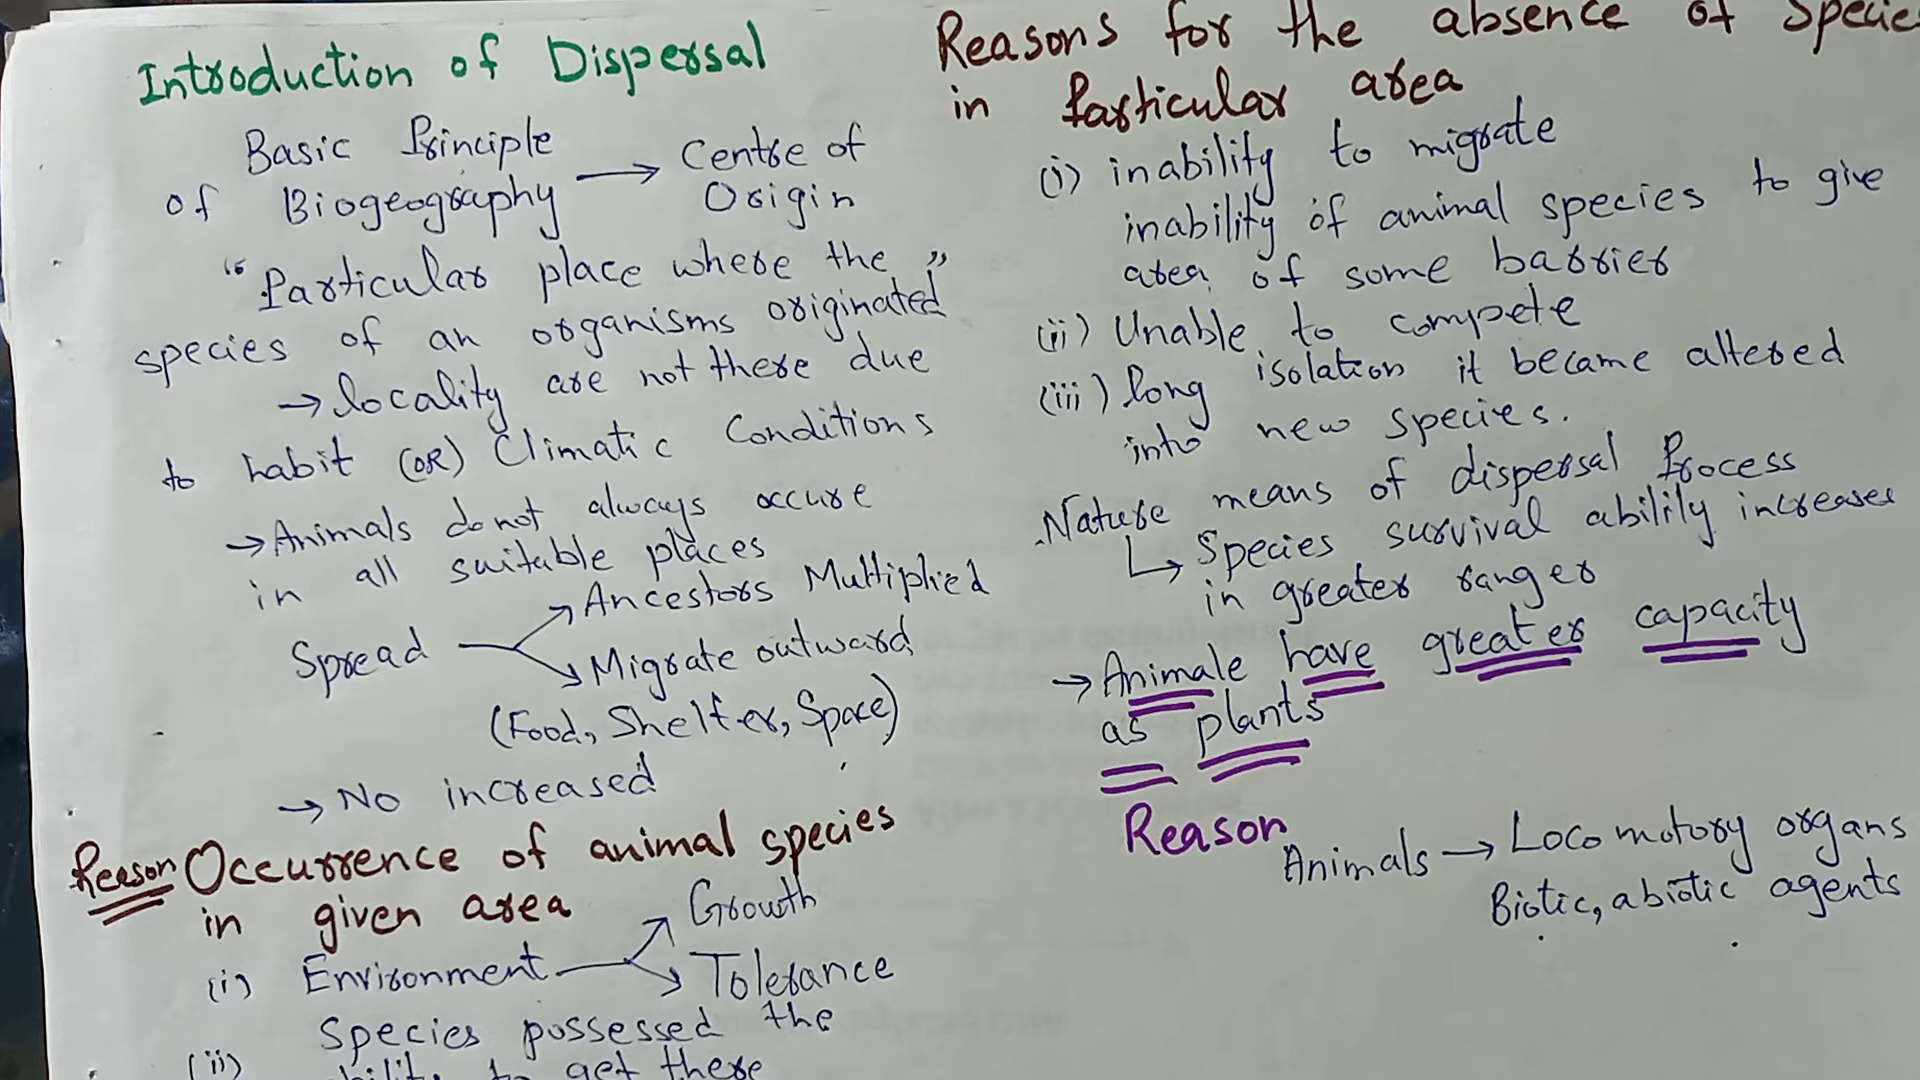 Introduction of Dispersal
Basic Principle
of Biogeography → Centre of
Origin
"Particular place where the"
species of an organisms originated
→ locality are not there due
to habit (OR) Climatic Conditions
→ Animals do not always occure
in all suitable places
Spread → Ancestors Multiplied
→ Migrate outward
(Food, Shelter, Space)
→ No increased
Reason Occurrence of animal species
in given area
(i) Environment → Growth
→ Tolerance
Species possessed the
(ii) to get there
Reasons for the absence of Specie
in Particular area
(i) inability to migrate
inability of animal species to give
area of some barrier
(ii) Unable to compete
(iii) long isolation it became altered
into new species.
Nature means of dispersal Process
↳ Species survival ability increases
in greater ranger
→ Animale have greater capacity
as plants
Reason
Animals → Locomotory organs
Biotic, abiotic agents